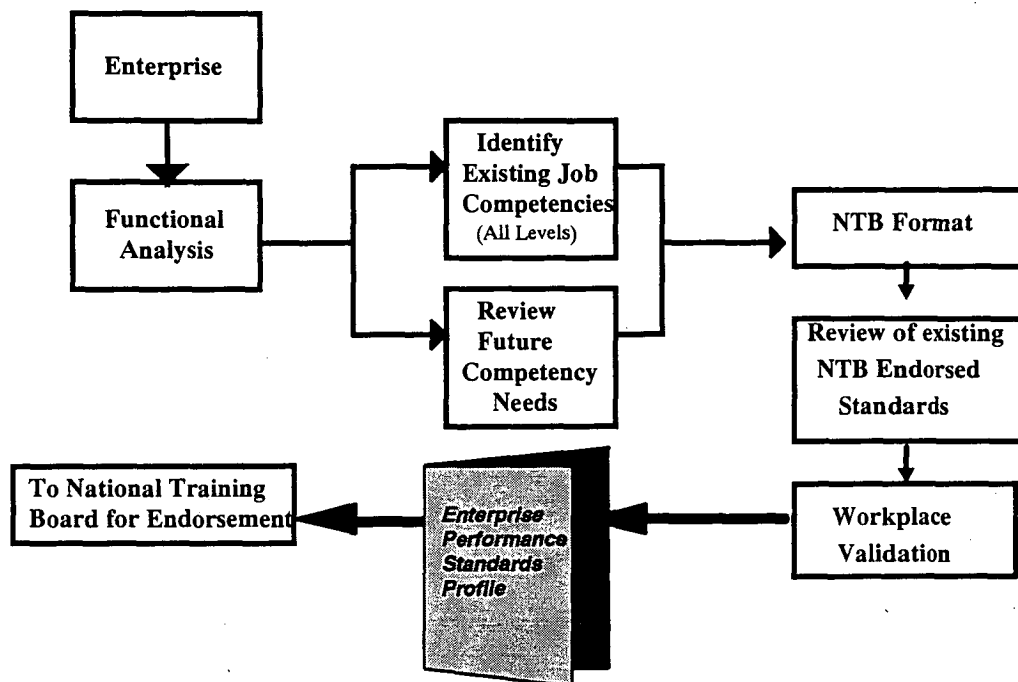 Enterprise
Functional
Analysis
Identify
Existing Job
Competencies
(All Levels)
Review
Future
Competency
Needs
NTB Format
Review of existing
NTB Endorsed
Standards
Workplace
Validation
Enterprise
Performance
Standards
Profile
To National Training
Board for Endorsement